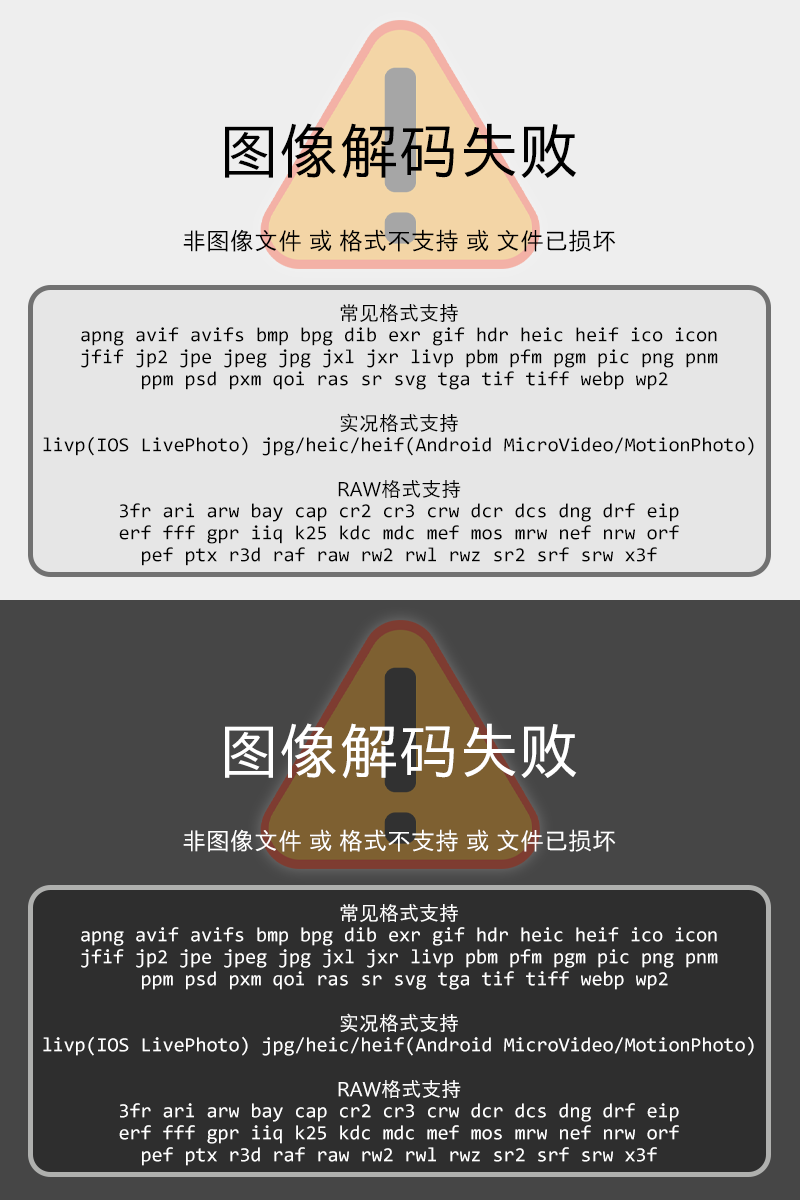 图像解码失败
非图像文件 或 格式不支持 或 文件已损坏
常见格式支持
apng avif avifs bmp bpg dib exr gif hdr heic heif ico icon
jfif jp2 jpe jpeg jpg jxl jxr livp pbm pfm pgm pic png pnm
ppm psd pxm qoi ras sr svg tga tif tiff webp wp2
实况格式支持
livp(IOS LivePhoto) jpg/heic/heif(Android MicroVideo/MotionPhoto)
RAW格式支持
3fr ari arw bay cap cr2 cr3 crw dcr dcs dng drf eip
erf fff gpr iiq k25 kdc mdc mef mos mrw nef nrw orf
pef ptx r3d raf raw rw2 rwl rwz sr2 srf srw x3f
图像解码失败
非图像文件 或 格式不支持 或 文件已损坏
常见格式支持
apng avif avifs bmp bpg dib exr gif hdr heic heif ico icon
jfif jp2 jpe jpeg jpg jxl jxr livp pbm pfm pgm pic png pnm
ppm psd pxm qoi ras sr svg tga tif tiff webp wp2
实况格式支持
livp(IOS LivePhoto) jpg/heic/heif(Android MicroVideo/MotionPhoto)
RAW格式支持
3fr ari arw bay cap cr2 cr3 crw dcr dcs dng drf eip
erf fff gpr iiq k25 kdc mdc mef mos mrw nef nrw orf
pef ptx r3d raf raw rw2 rwl rwz sr2 srf srw x3f